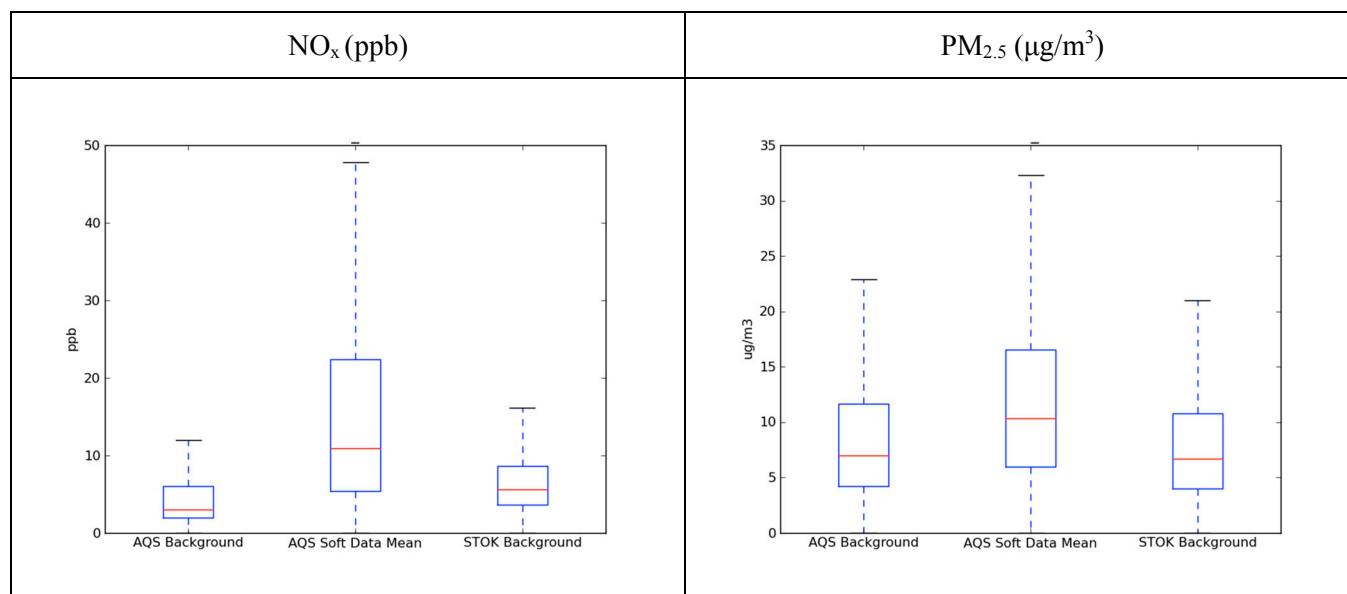 NOx (ppb)
PM2.5 (μg/m3)
50
40
30
20
10
0
ppb
AQS Background
AQS Soft Data Mean
STOK Background
35
30
25
20
15
10
5
0
ug/m3
AQS Background
AQS Soft Data Mean
STOK Background